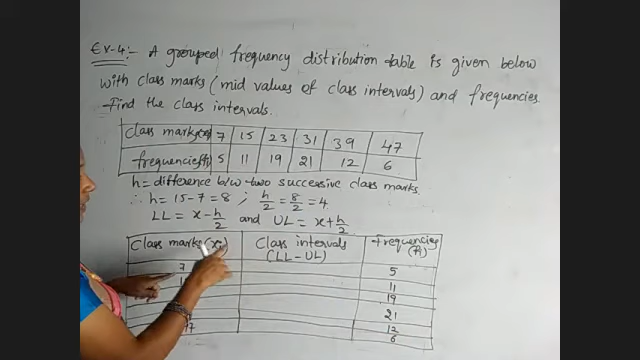 Ex-4:- A grouped frequency distribution table is given below
with class marks (mid values of class intervals) and frequencies.
Find the class intervals.
class marks 7 15 23 31 39 47
frequencies 5 11 19 21 12 6
h = difference b/w two successive class marks.
∴ h = 15-7 = 8 ; h/2 = 8/2 = 4.
LL = x - h/2 and UL = x + h/2
Class marks (xi) Class intervals (LL - UL) Frequencies (fi)
7 5
11
19
21
12
6